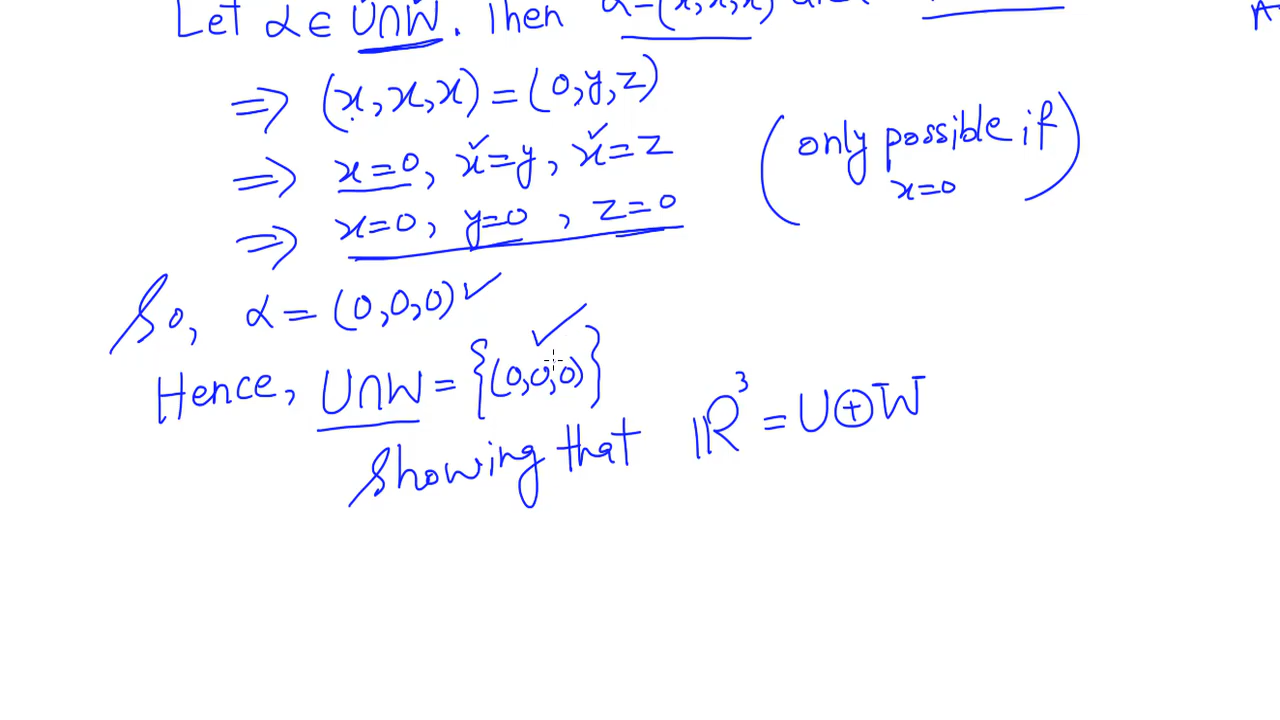 Let α ∈ U∩W. Then α=(x,x,x) and
⇒ (x,x,x)=(0,y,z)
⇒ x=0, x=y, x=z
(only possible if
x=0)
⇒ x=0, y=0, z=0
So, α = (0,0,0)
Hence, U∩W = {(0,0,0)}
Showing that ℝ³ = U⊕W